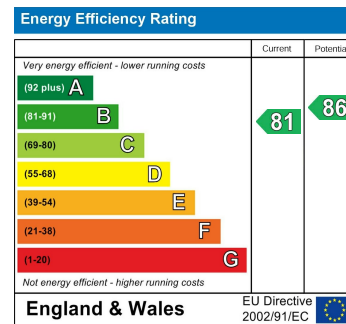 Energy Efficiency Rating
Current Potentia
Very energy efficient - lower running costs
(92 plus) A
(81-91) B
81 86
(69-80) C
(55-68) D
(39-54) E
(21-38) F
(1-20) G
Not energy efficient - higher running costs
England & Wales
EU Directive
2002/91/EC